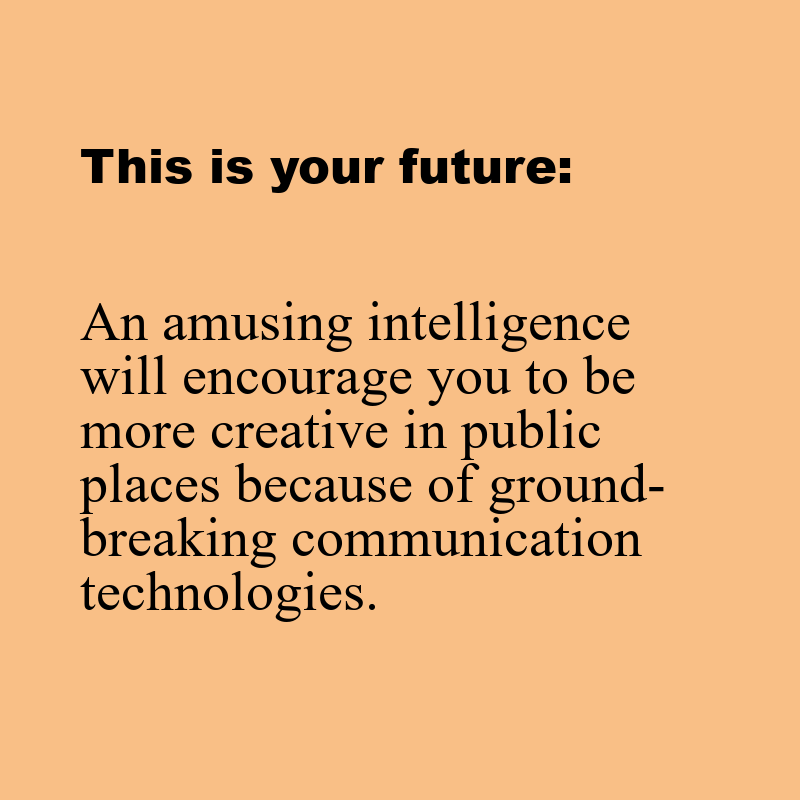 This is your future:
An amusing intelligence
will encourage you to be
more creative in public
places because of ground-
breaking communication
technologies.